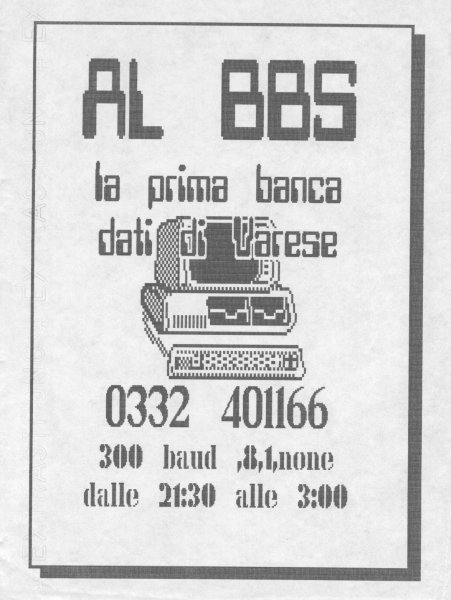 AL BBS
la prima banca
dati di Varese
0332 401166
300 baud ,8,1,none
dalle 21:30 alle 3:00